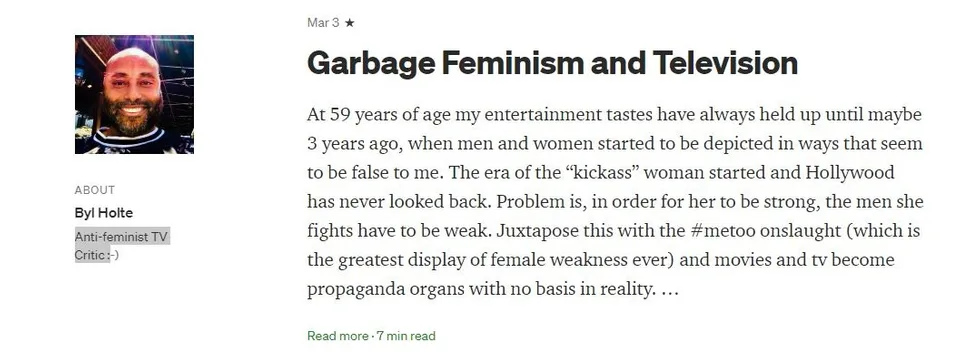 Mar 3 ★
Garbage Feminism and Television
At 59 years of age my entertainment tastes have always held up until maybe
3 years ago, when men and women started to be depicted in ways that seem
to be false to me. The era of the “kickass” woman started and Hollywood
has never looked back. Problem is, in order for her to be strong, the men she
fights have to be weak. Juxtapose this with the #metoo onslaught (which is
the greatest display of female weakness ever) and movies and tv become
propaganda organs with no basis in reality. …
Read more · 7 min read
ABOUT
Byl Holte
Anti-feminist TV
Critic :-)